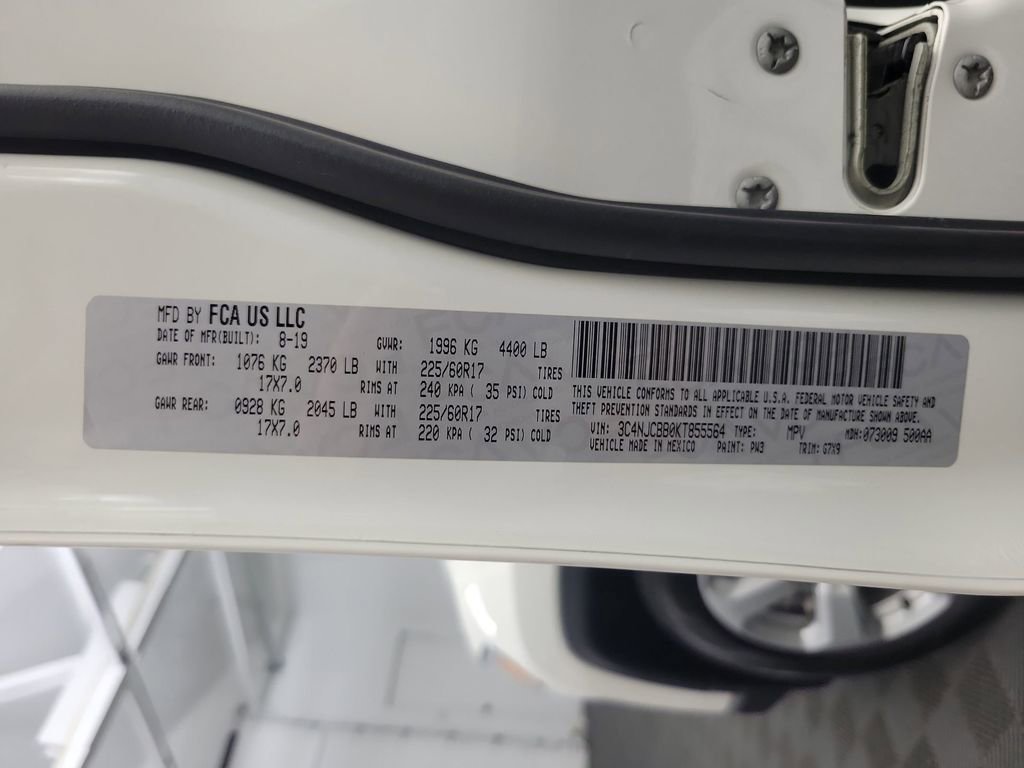 MFD BY FCA US LLC
DATE OF MFR(BUILT): 8-19 GVWR: 1996 KG 4400 LB
GAWR FRONT: 1076 KG 2370 LB WITH 225/60R17 TIRES
17X7.0 RIMS AT 240 KPA ( 35 PSI) COLD
GAWR REAR: 0928 KG 2045 LB WITH 225/60R17 TIRES
17X7.0 RIMS AT 220 KPA ( 32 PSI) COLD
THIS VEHICLE CONFORMS TO ALL APPLICABLE U.S.A. FEDERAL MOTOR VEHICLE SAFETY AND
THEFT PREVENTION STANDARDS IN EFFECT ON THE DATE OF MANUFACTURE SHOWN ABOVE.
VIN: 3C4NJCBB0KT855564 TYPE: MPV MDH: 073009 500AA
VEHICLE MADE IN MEXICO PAINT: PW3 TRIM: G7X9